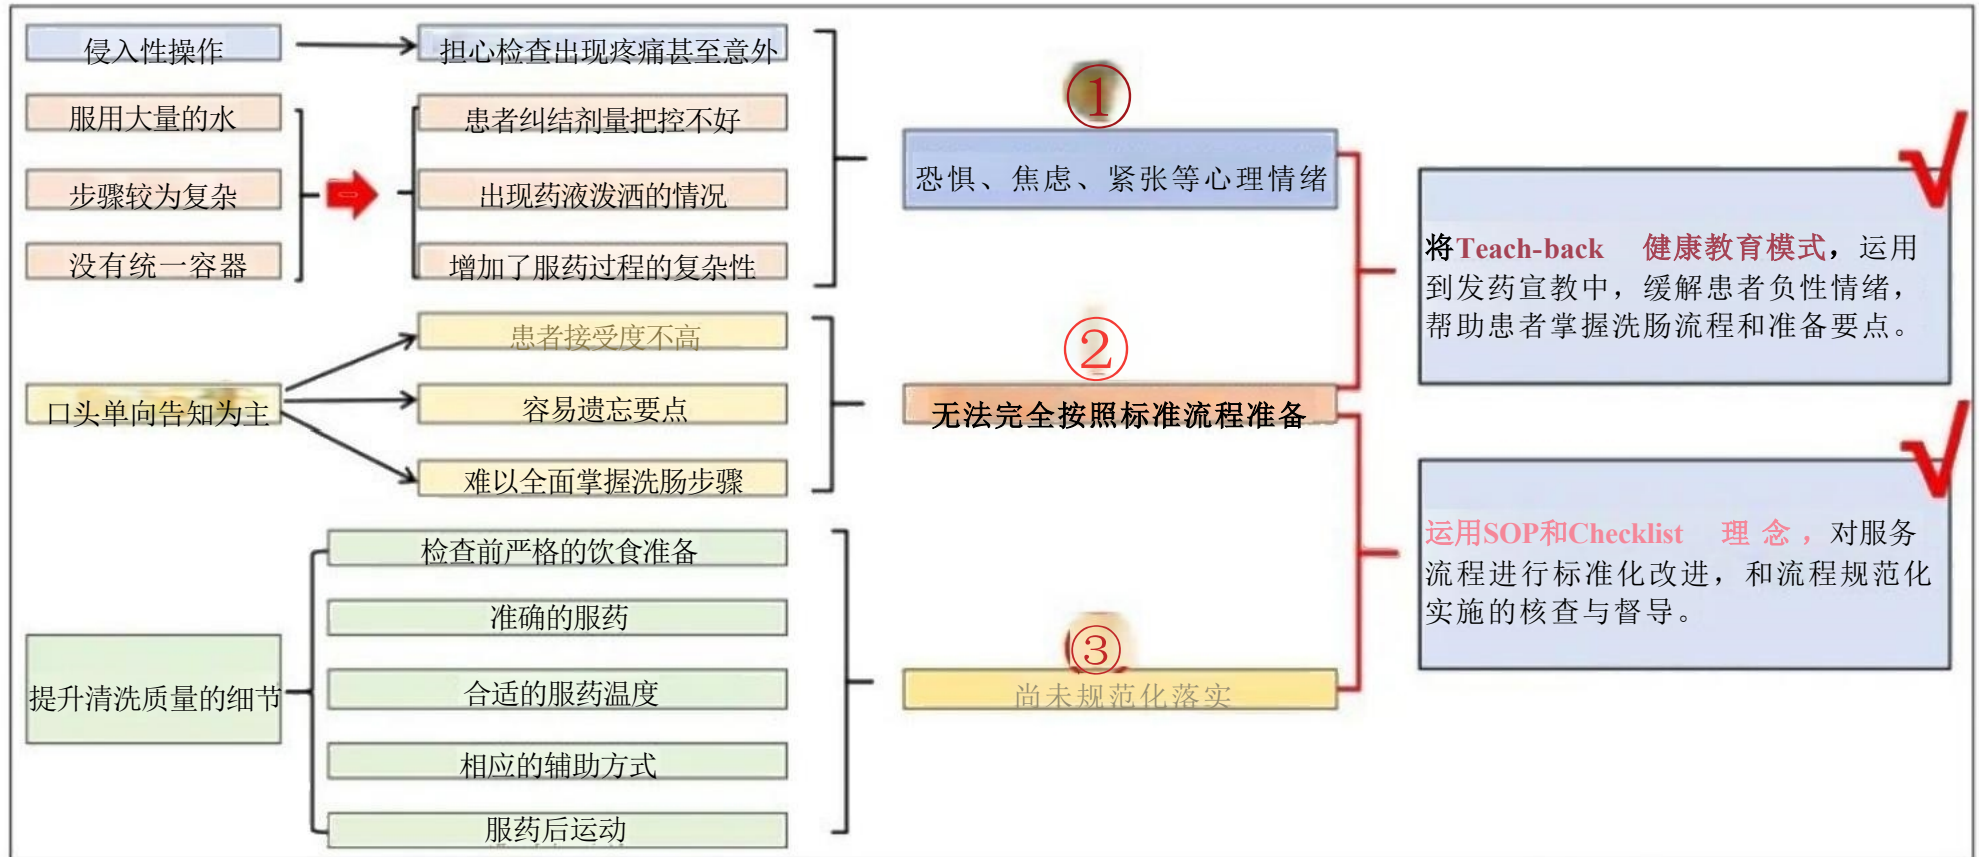 侵入性操作
担心检查出现疼痛甚至意外
服用大量的水
步骤较为复杂
没有统一容器
患者纠结剂量把控不好
出现药液泼洒的情况
增加了服药过程的复杂性
①
恐惧、焦虑、紧张等心理情绪
口头单向告知为主
患者接受度不高
容易遗忘要点
难以全面掌握洗肠步骤
②
无法完全按照标准流程准备
提升清洗质量的细节
检查前严格的饮食准备
准确的服药
合适的服药温度
相应的辅助方式
服药后运动
③
尚未规范化落实
将Teach-back 健康教育模式，运用
到发药宣教中，缓解患者负性情绪，
帮助患者掌握洗肠流程和准备要点。
运用SOP和Checklist 理念，对服务
流程进行标准化改进，和流程规范化
实施的核查与督导。